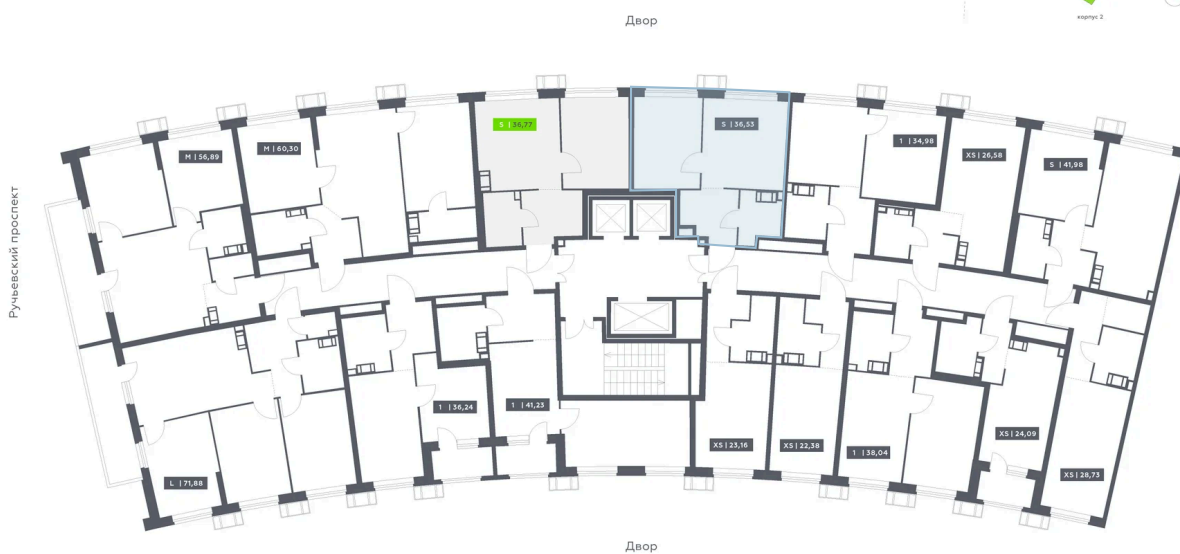 корпус 2
Двор
S | 36,77
S | 36,53
1 | 34,98
XS | 26,58
M | 60,30
M | 56,89
S | 41,98
Ручьевский проспект
1 | 36,24
1 | 41,23
XS | 23,16
XS | 22,38
1 | 38,04
XS | 24,09
XS | 28,73
L | 71,88
Двор